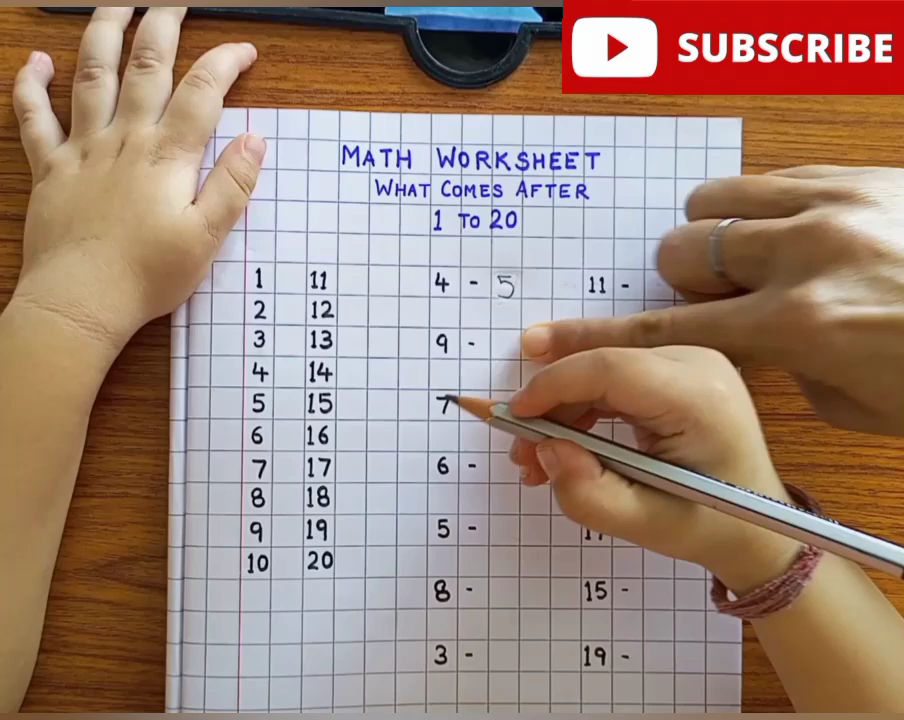 SUBSCRIBE
MATH WORKSHEET
WHAT COMES AFTER
1 TO 20
1 11 4 - 5 11 -
2 12
3 13 9 -
4 14
5 15 7
6 16
7 17 6 -
8 18
9 19 5 -
10 20
8 - 15 -
3 - 19 -